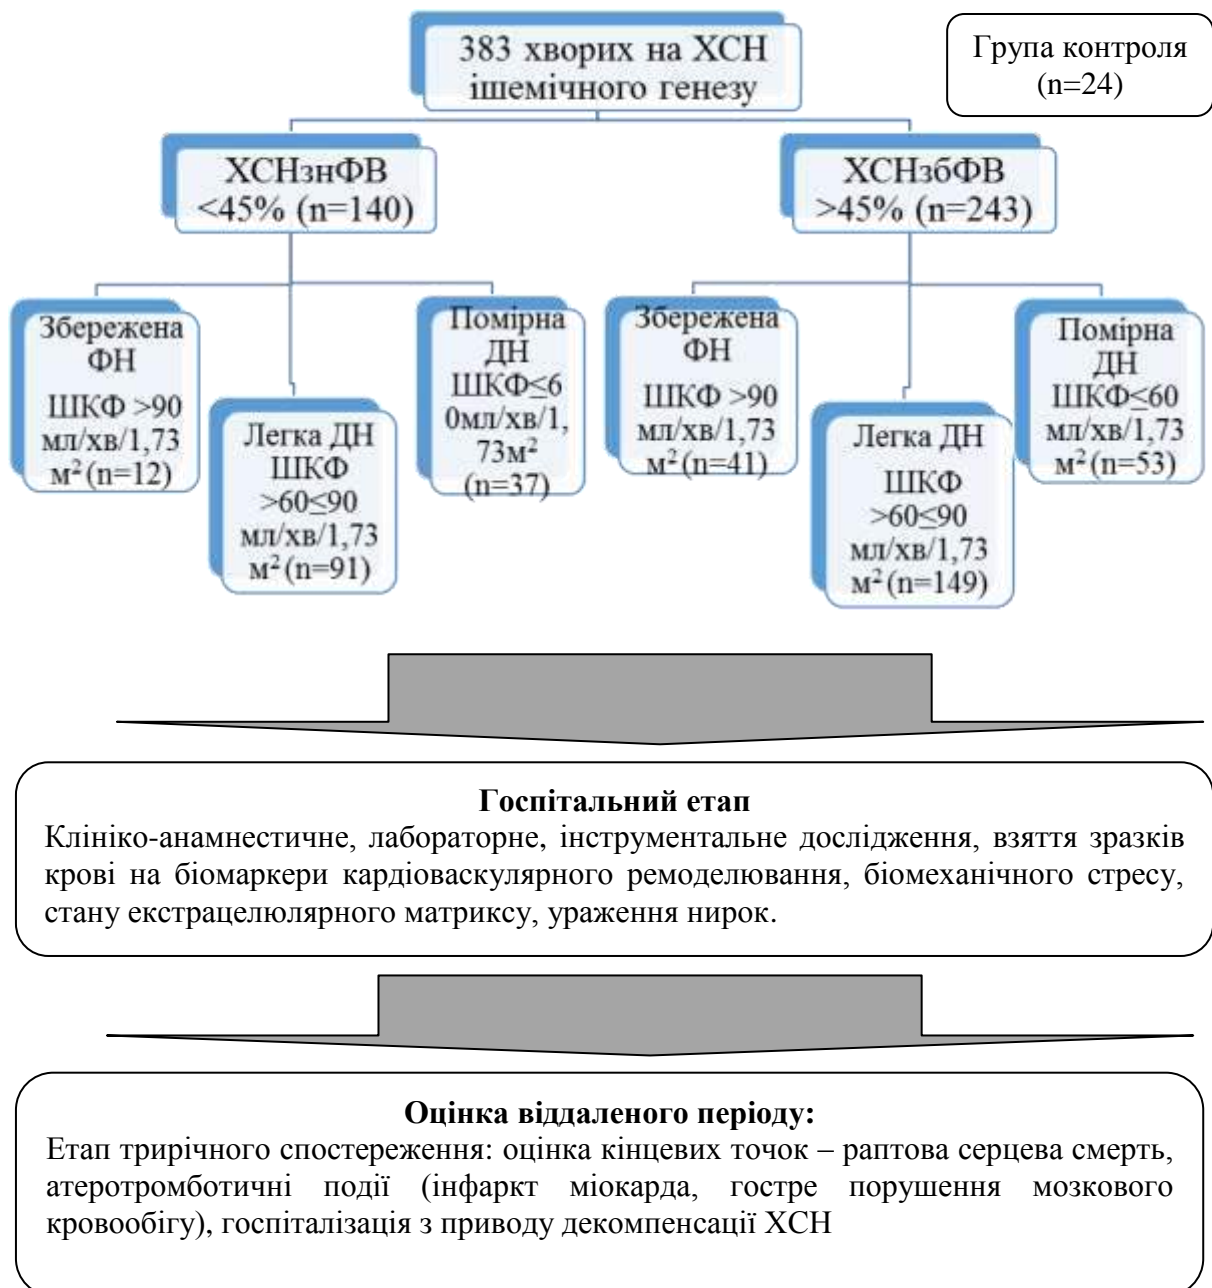 383 хворих на ХСН
ішемічного генезу
Група контроля
(n=24)
ХСНзнФВ
<45% (n=140)
ХСНзбФВ
>45% (n=243)
Збережена
ФН
ШКФ >90
мл/хв/1,73
м² (n=12)
Легка ДН
ШКФ
>60≤90
мл/хв/1,73
м² (n=91)
Помірна
ДН
ШКФ≤6
0мл/хв/1,
73м²
(n=37)
Збережена
ФН
ШКФ >90
мл/хв/1,73
м² (n=41)
Легка ДН
ШКФ
>60≤90
мл/хв/1,73
м² (n=149)
Помірна
ДН
ШКФ≤60
мл/хв/1,73
м² (n=53)
Госпітальний етап
Клініко-анамнестичне, лабораторне, інструментальне дослідження, взяття зразків
крові на біомаркери кардіоваскулярного ремоделювання, біомеханічного стресу,
стану екстрацелюлярного матриксу, ураження нирок.
Оцінка віддаленого періоду:
Етап трирічного спостереження: оцінка кінцевих точок – раптова серцева смерть,
атеротромботичні події (інфаркт міокарда, гостре порушення мозкового
кровообігу), госпіталізація з приводу декомпенсації ХСН